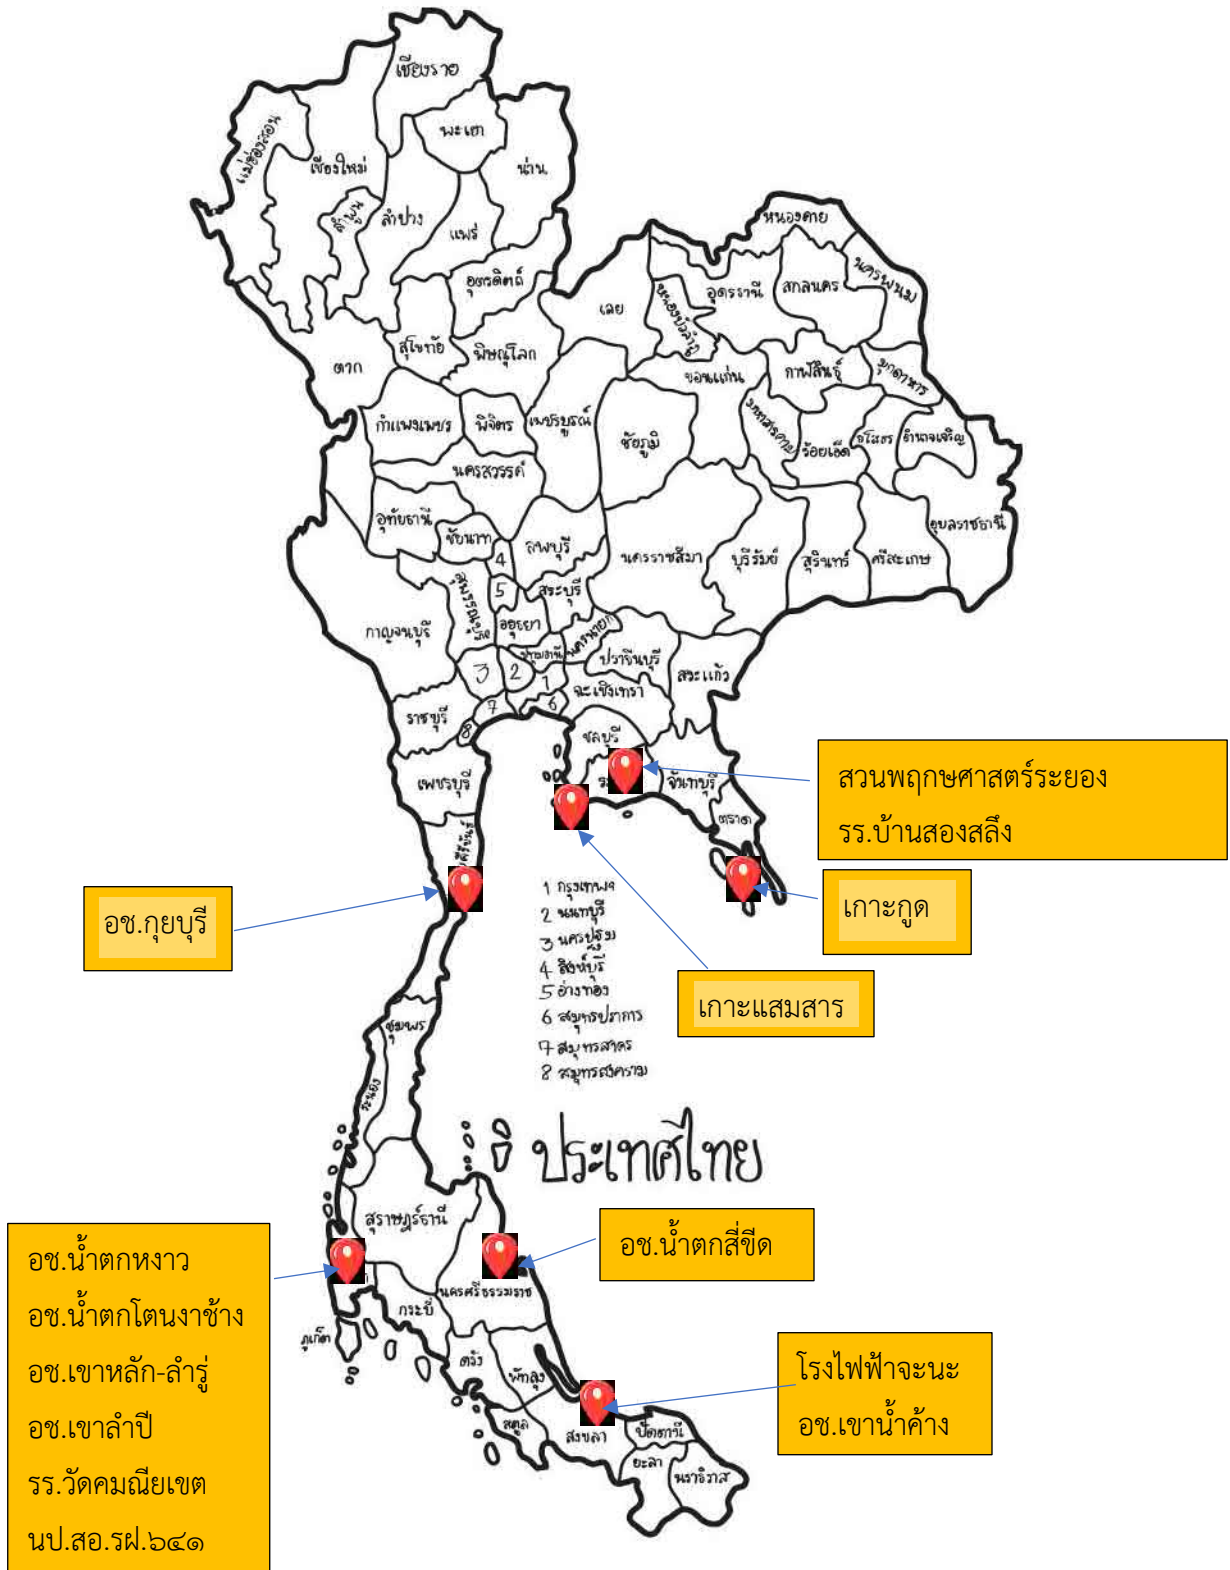 เชียงราย
พะเยา
แม่ฮ่องสอน
เชียงใหม่
น่าน
ลำพูน
ลำปาง
แพร่
หนองคาย
อุตรดิตถ์
เลย
หนองบัวลำภู
อุดรธานี
สกลนคร
นครพนม
ตาก
สุโขทัย
พิษณุโลก
ขอนแก่น
กาฬสินธุ์
มุกดาหาร
กำแพงเพชร
พิจิตร
เพชรบูรณ์
ชัยภูมิ
มหาสารคาม
ร้อยเอ็ด
ยโสธร
อำนาจเจริญ
นครสวรรค์
อุทัยธานี
ชัยนาท
4
ลพบุรี
นครราชสีมา
บุรีรัมย์
สุรินทร์
ศรีสะเกษ
อุบลราชธานี
สุพรรณบุรี
5
สระบุรี
กาญจนบุรี
อยุธยา
นครนายก
ปทุมธานี
ปราจีนบุรี
สระแก้ว
3
2
1
ฉะเชิงเทรา
ราชบุรี
7
6
8
ชลบุรี
เพชรบุรี
ระ
จันทบุรี
ตราด
สวนพฤกษศาสตร์ระยอง
รร.บ้านสองสลึง
คีรีขันธ์
อช.กุยบุรี
เกาะกูด
เกาะแสมสาร
1 กรุงเทพฯ
2 นนทบุรี
3 นครปฐม
4 สิงห์บุรี
5 อ่างทอง
6 สมุทรปราการ
7 สมุทรสาคร
8 สมุทรสงคราม
ชุมพร
ระนอง
ประเทศไทย
สุราษฎร์ธานี
อช.น้ำตกสี่ขีด
อช.น้ำตกหงาว
อช.น้ำตกโตนงาช้าง
อช.เขาหลัก-ลำรู่
อช.เขาลำปี
รร.วัดคมณียเขต
นป.สอ.รฝ.๖๔๑
นครศรีธรรมราช
กระบี่
ภูเก็ต
ตรัง
พัทลุง
โรงไฟฟ้าจะนะ
อช.เขาน้ำค้าง
สตูล
สงขลา
ปัตตานี
ยะลา
นราธิวาส